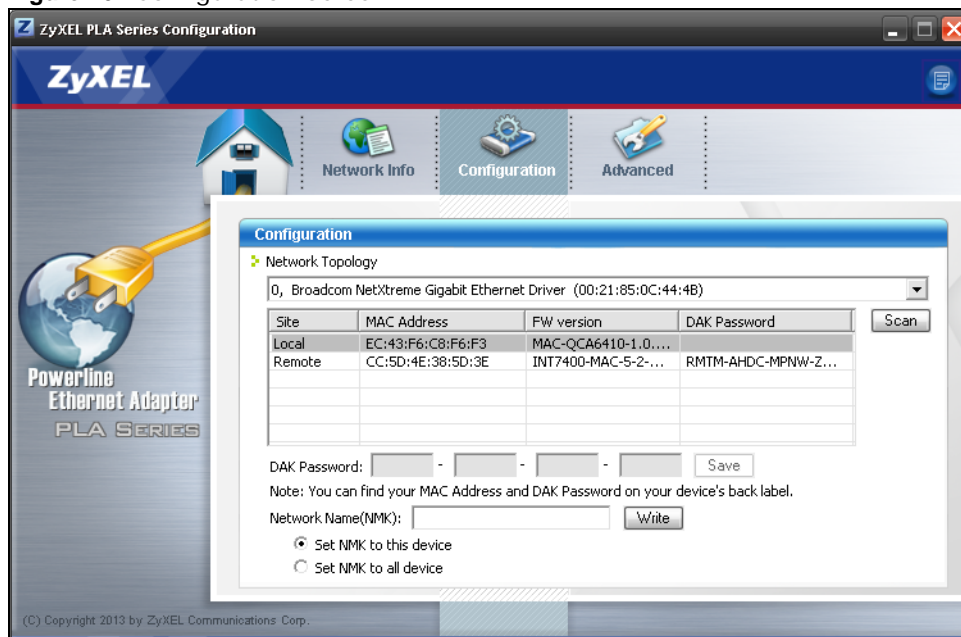 ZyXEL PLA Series Configuration
ZyXEL
Network Info
Configuration
Advanced
Configuration
Network Topology
0, Broadcom NetXtreme Gigabit Ethernet Driver (00:21:85:0C:44:4B)
Site MAC Address FW version DAK Password Scan
Local EC:43:F6:C8:F6:F3 MAC-QCA6410-1.0....
Remote CC:5D:4E:38:5D:3E INT7400-MAC-5-2-... RMTM-AHDC-MPNW-Z...
Powerline
Ethernet Adapter
PLA SERIES
DAK Password: - - - Save
Note: You can find your MAC Address and DAK Password on your device's back label.
Network Name(NMK): Write
Set NMK to this device
Set NMK to all device
(C) Copyright 2013 by ZyXEL Communications Corp.